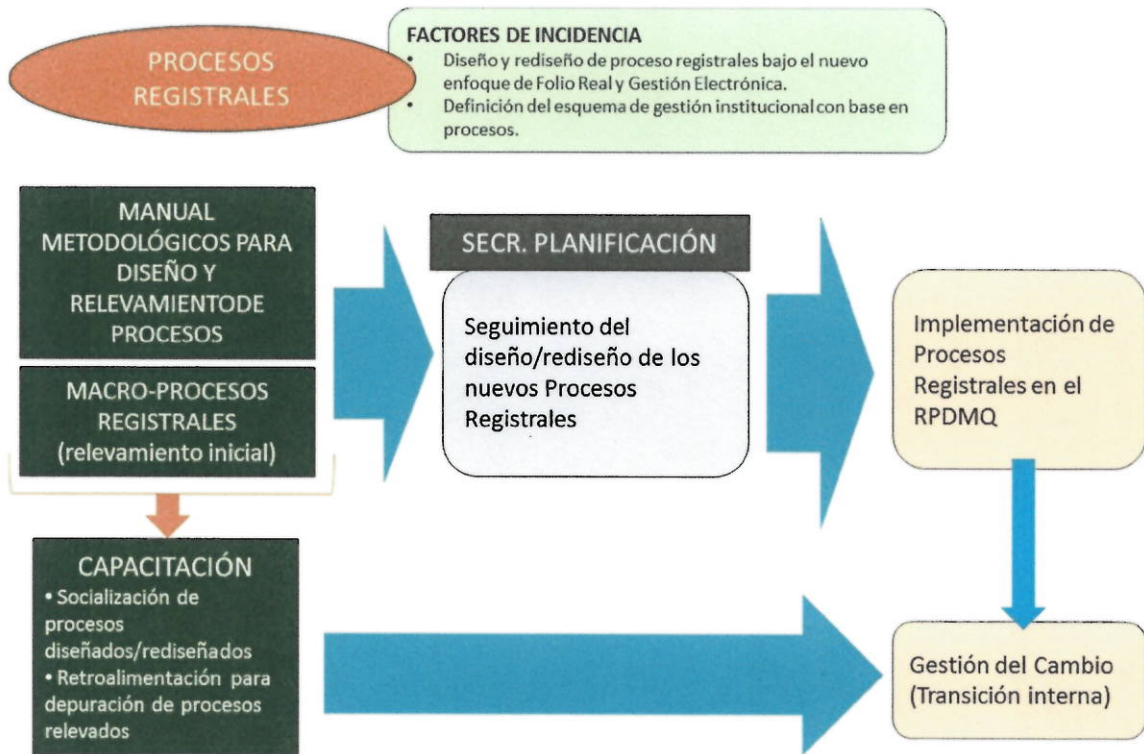 PROCESOS
REGISTRALES
FACTORES DE INCIDENCIA
• Diseño y rediseño de proceso registrales bajo el nuevo
enfoque de Folio Real y Gestión Electrónica.
• Definición del esquema de gestión institucional con base en
procesos.
MANUAL
METODOLÓGICOS PARA
DISEÑO Y
RELEVAMIENTODE
PROCESOS
MACRO-PROCESOS
REGISTRALES
(relevamiento inicial)
SECR. PLANIFICACIÓN
Seguimiento del
diseño/rediseño de los
nuevos Procesos
Registrales
Implementación de
Procesos
Registrales en el
RPDMQ
CAPACITACIÓN
• Socialización de
procesos
diseñados/rediseñados
• Retroalimentación para
depuración de procesos
relevados
Gestión del Cambio
(Transición interna)